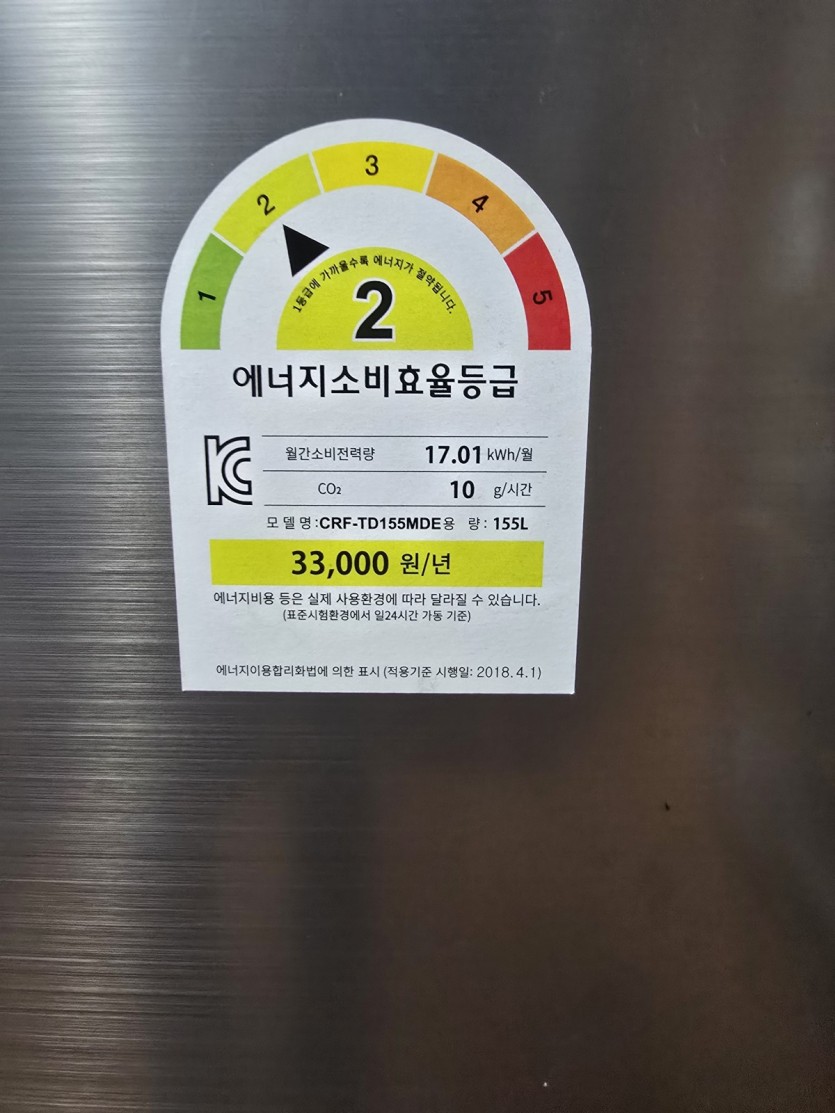 1
2
3
4
5
1등급에 가까울수록 에너지가 절약됩니다.
2
에너지소비효율등급
월간소비전력량 17.01 kWh/월
CO₂ 10 g/시간
모 델 명 : CRF-TD155MDE 용 량 : 155L
33,000 원/년
에너지비용 등은 실제 사용환경에 따라 달라질 수 있습니다.
(표준시험환경에서 일24시간 가동 기준)
에너지이용합리화법에 의한 표시 (적용기준 시행일: 2018.4.1)